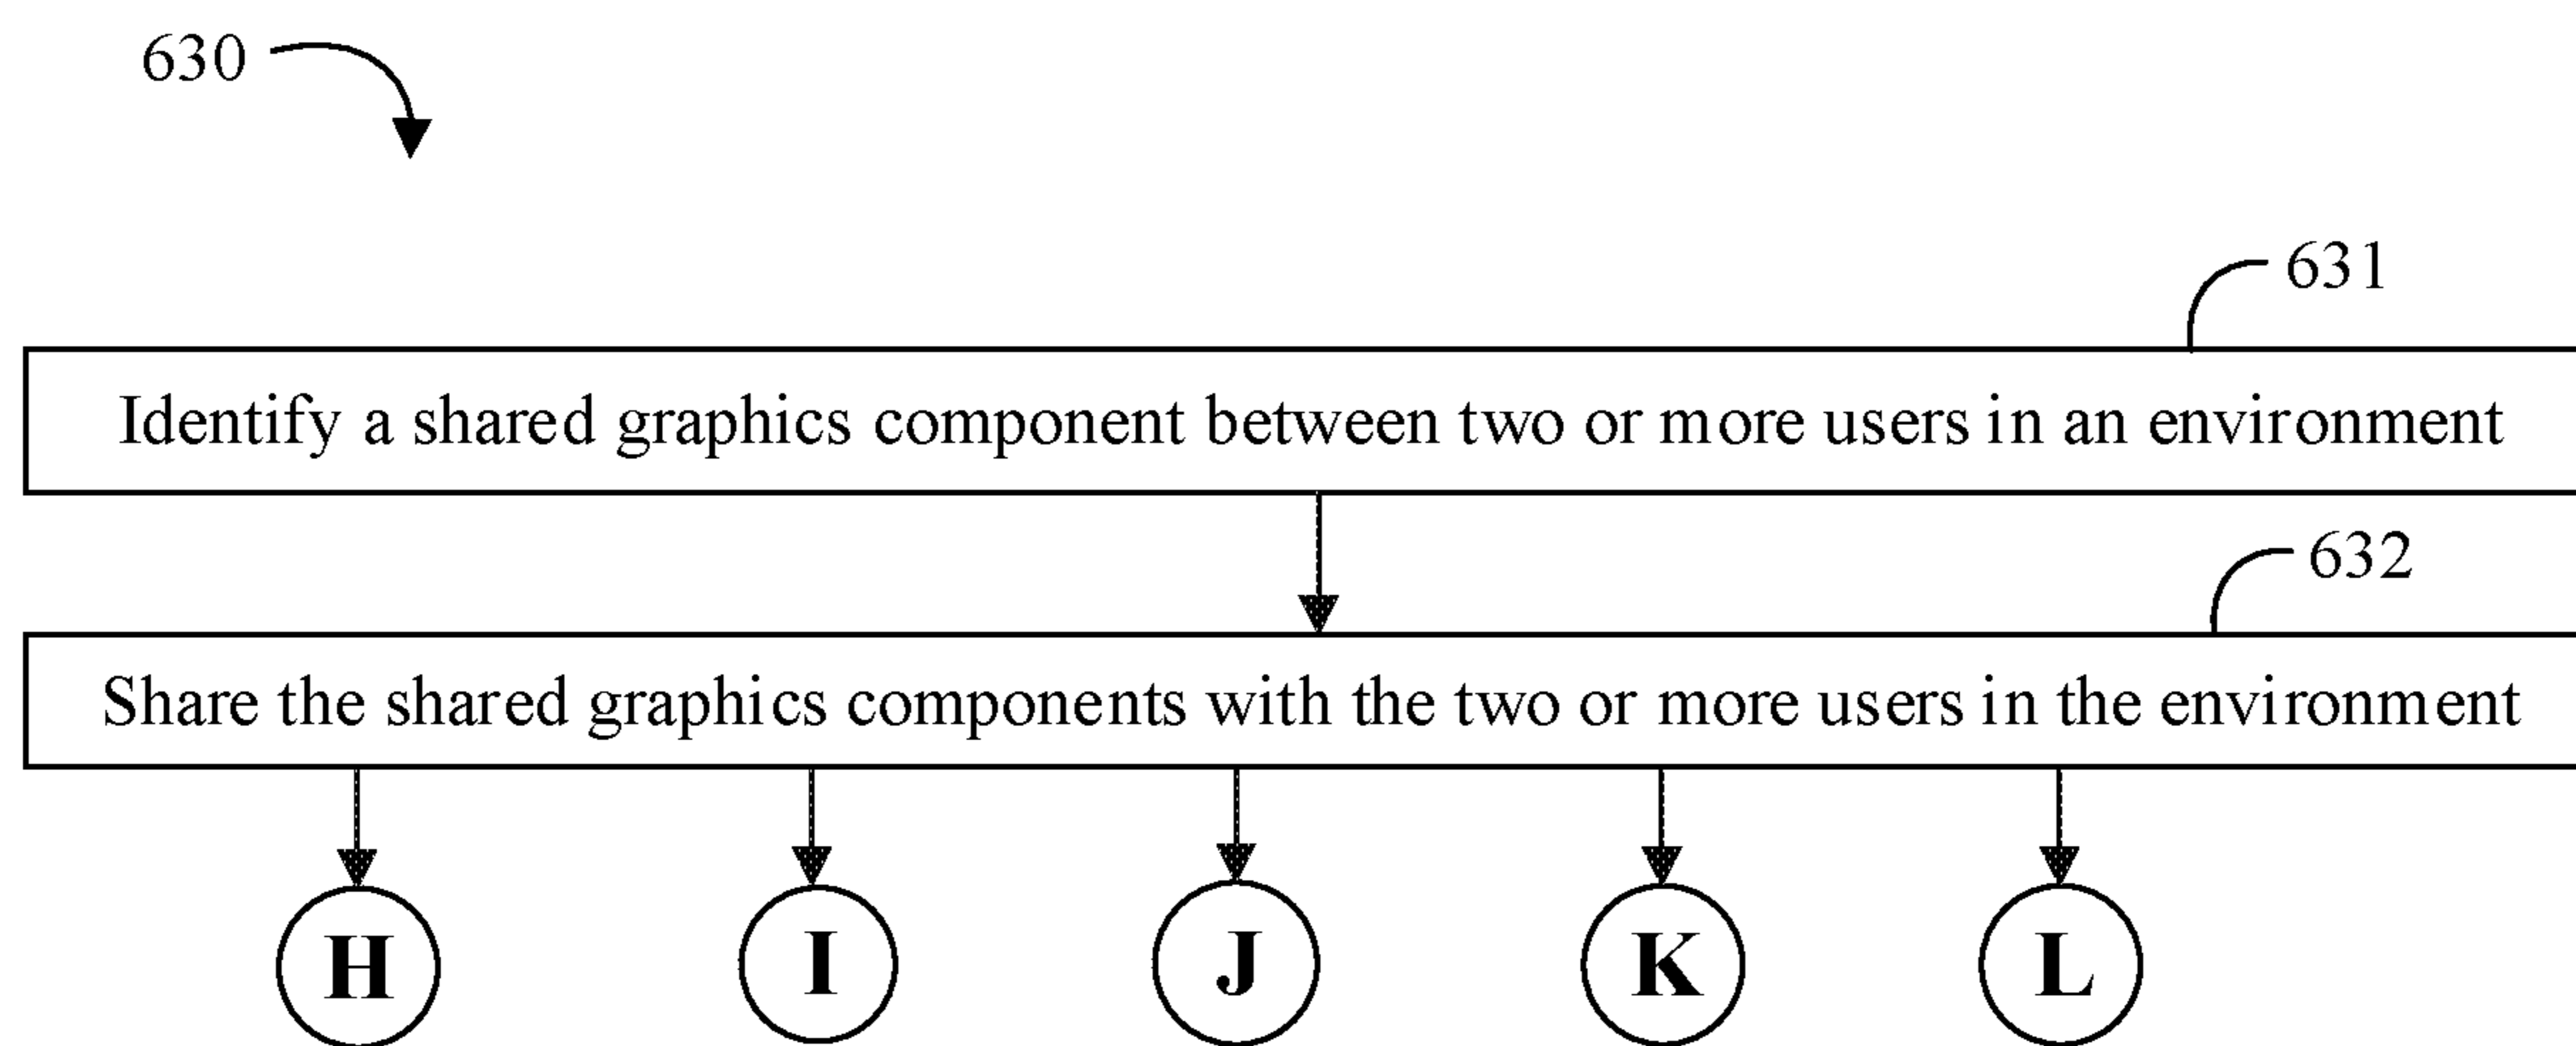 630
631
Identify a shared graphics component between two or more users in an environment
632
Share the shared graphics components with the two or more users in the environment
H I J K L